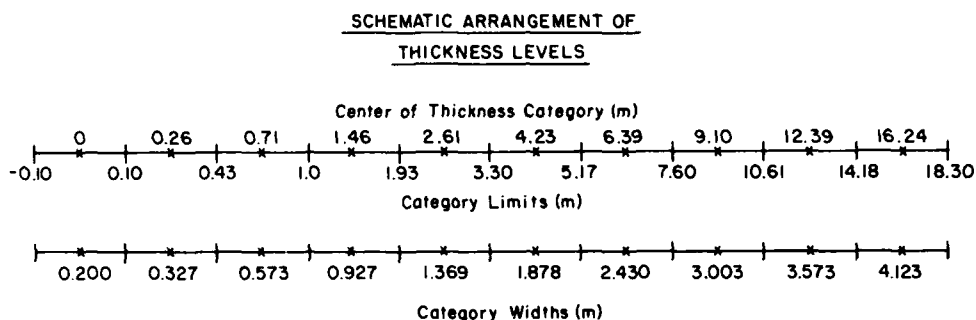 SCHEMATIC ARRANGEMENT OF
THICKNESS LEVELS
Center of Thickness Category (m)
0 0.26 0.71 1.46 2.61 4.23 6.39 9.10 12.39 16.24
-0.10 0.10 0.43 1.0 1.93 3.30 5.17 7.60 10.61 14.18 18.30
Category Limits (m)
0.200 0.327 0.573 0.927 1.369 1.878 2.430 3.003 3.573 4.123
Category Widths (m)